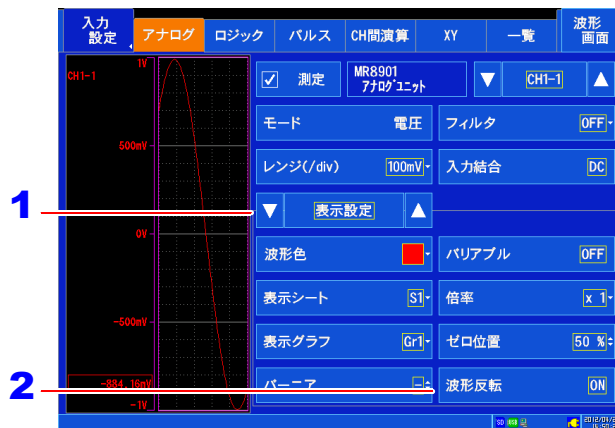 入力
設定
アナログ
ロジック
パルス
CH間演算
XY
一覧
波形
画面
CH1-1
1V
500mV
0V
-500mV
-884.16mV
-1V
測定
MR8901
アナログユニット
CH1-1
モード 電圧
フィルタ OFF
レンジ(/div) 100mV
入力結合 DC
1
表示設定
波形色
バリアブル OFF
表示シート S1
倍率 x 1
表示グラフ Gr1
ゼロ位置 50 %
2
バーニア -
波形反転 ON
SD